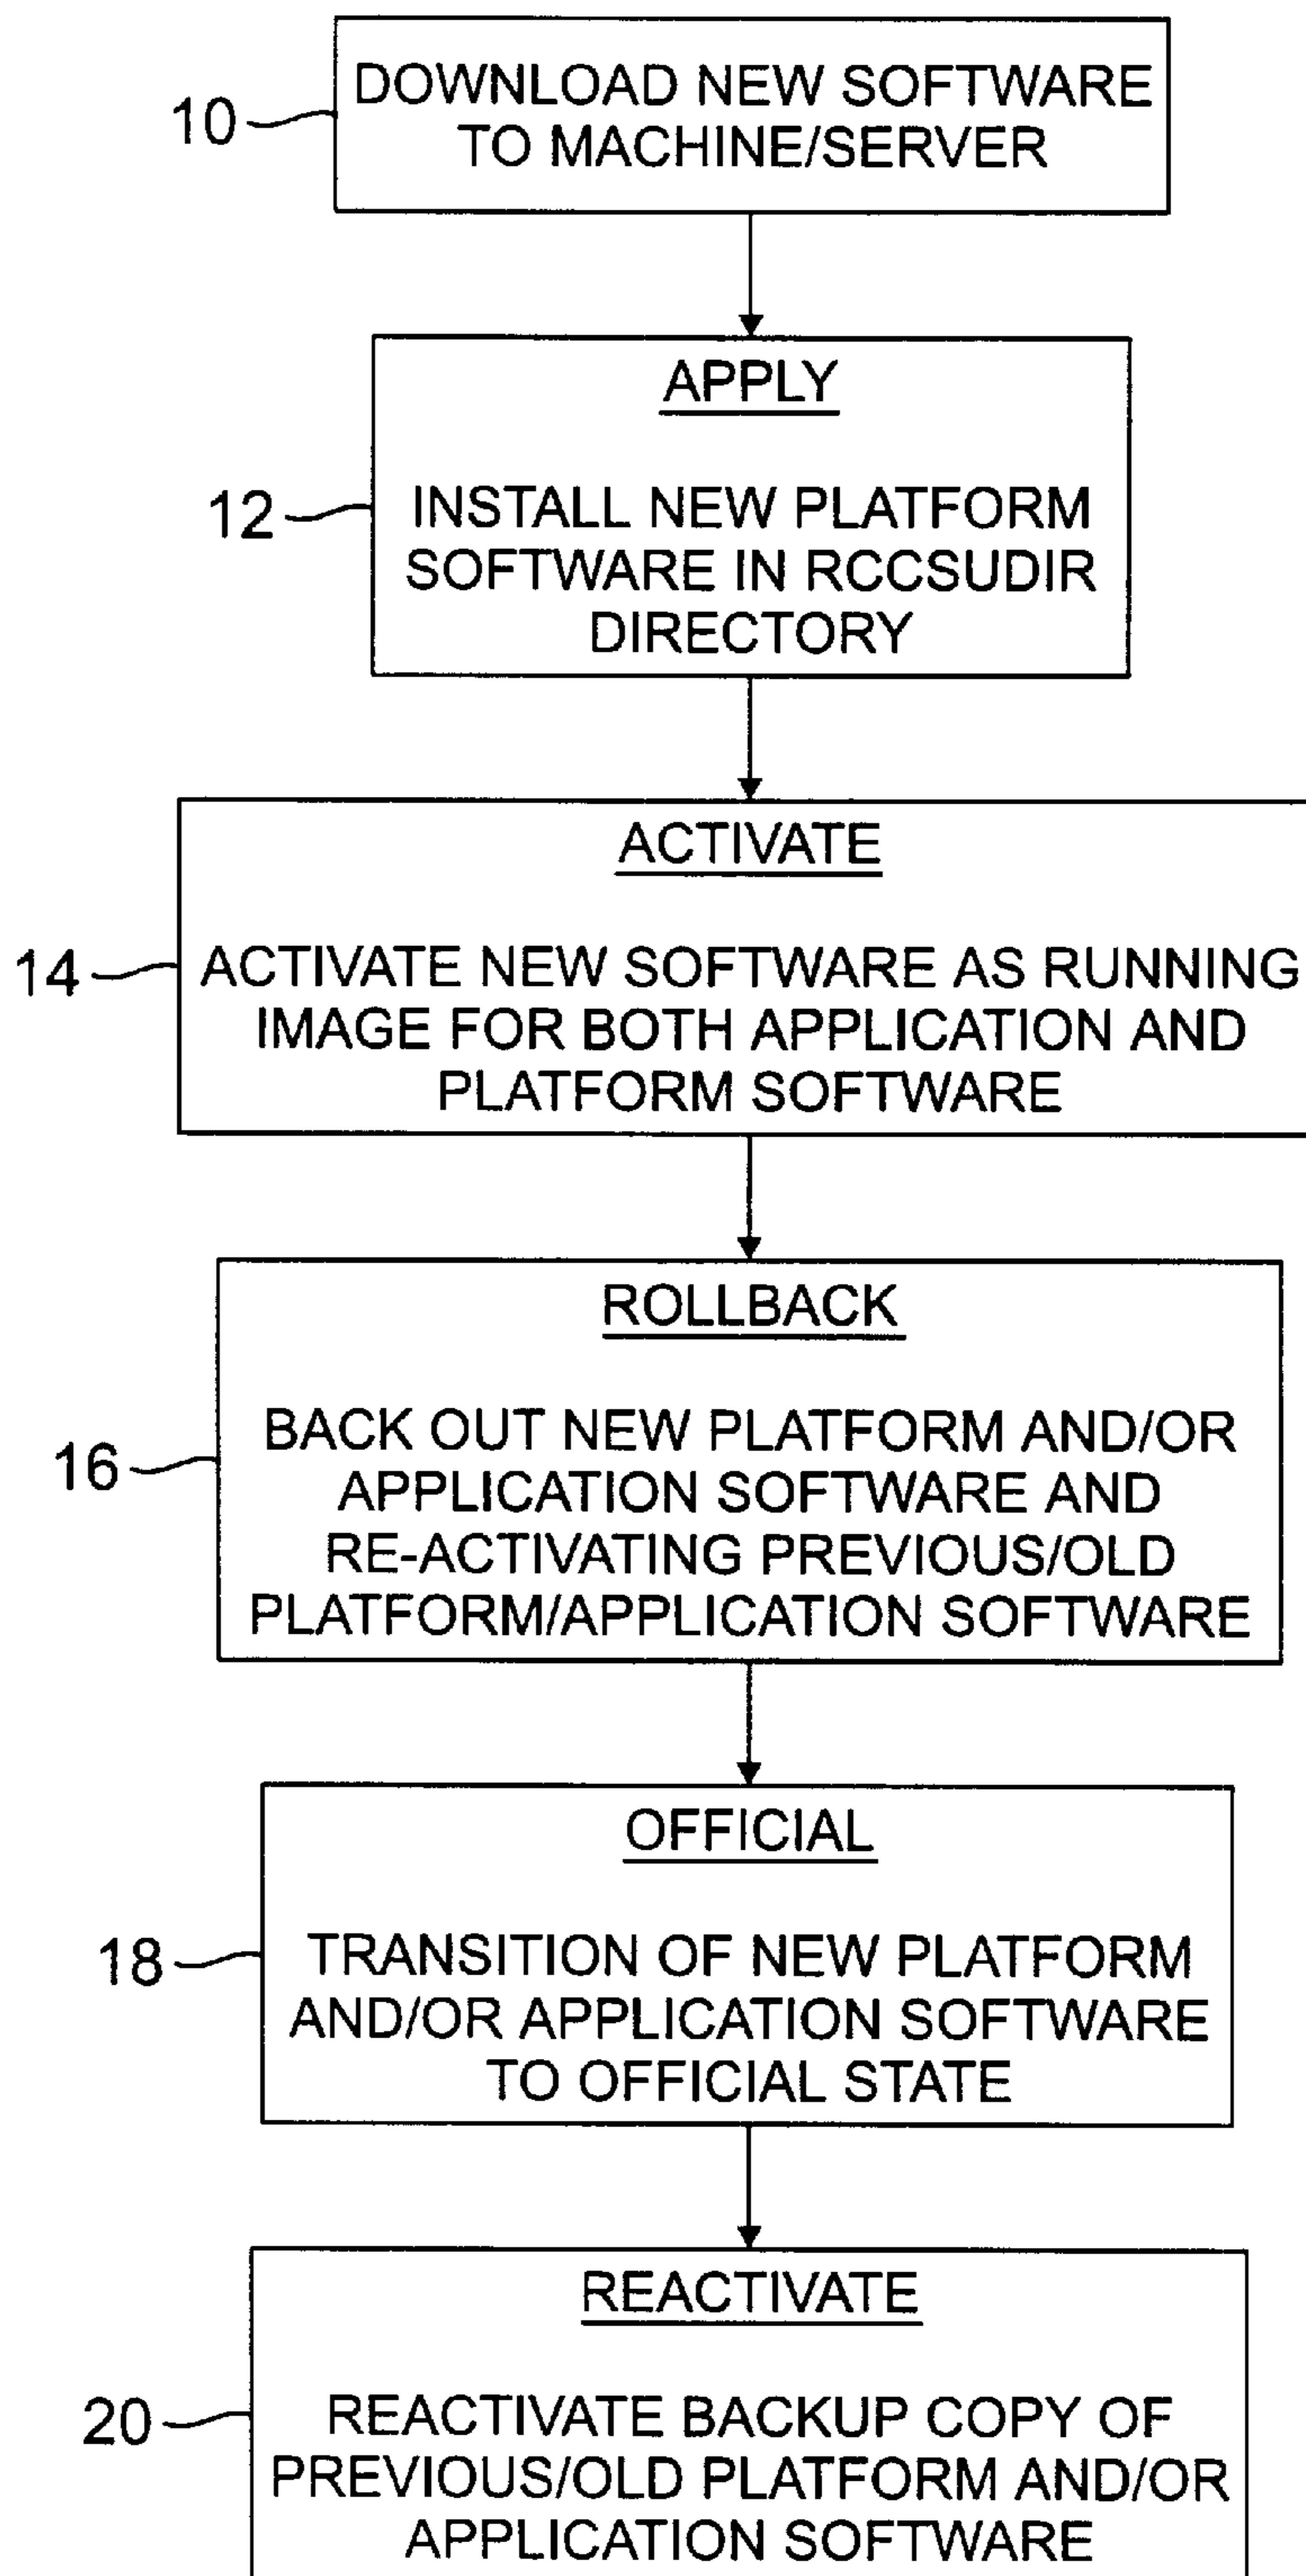 DOWNLOAD NEW SOFTWARE
10 TO MACHINE/SERVER
APPLY
12 INSTALL NEW PLATFORM
SOFTWARE IN RCCSUDIR
DIRECTORY
ACTIVATE
14 ACTIVATE NEW SOFTWARE AS RUNNING
IMAGE FOR BOTH APPLICATION AND
PLATFORM SOFTWARE
ROLLBACK
BACK OUT NEW PLATFORM AND/OR
16 APPLICATION SOFTWARE AND
RE-ACTIVATING PREVIOUS/OLD
PLATFORM/APPLICATION SOFTWARE
OFFICIAL
18 TRANSITION OF NEW PLATFORM
AND/OR APPLICATION SOFTWARE
TO OFFICIAL STATE
REACTIVATE
20 REACTIVATE BACKUP COPY OF
PREVIOUS/OLD PLATFORM AND/OR
APPLICATION SOFTWARE